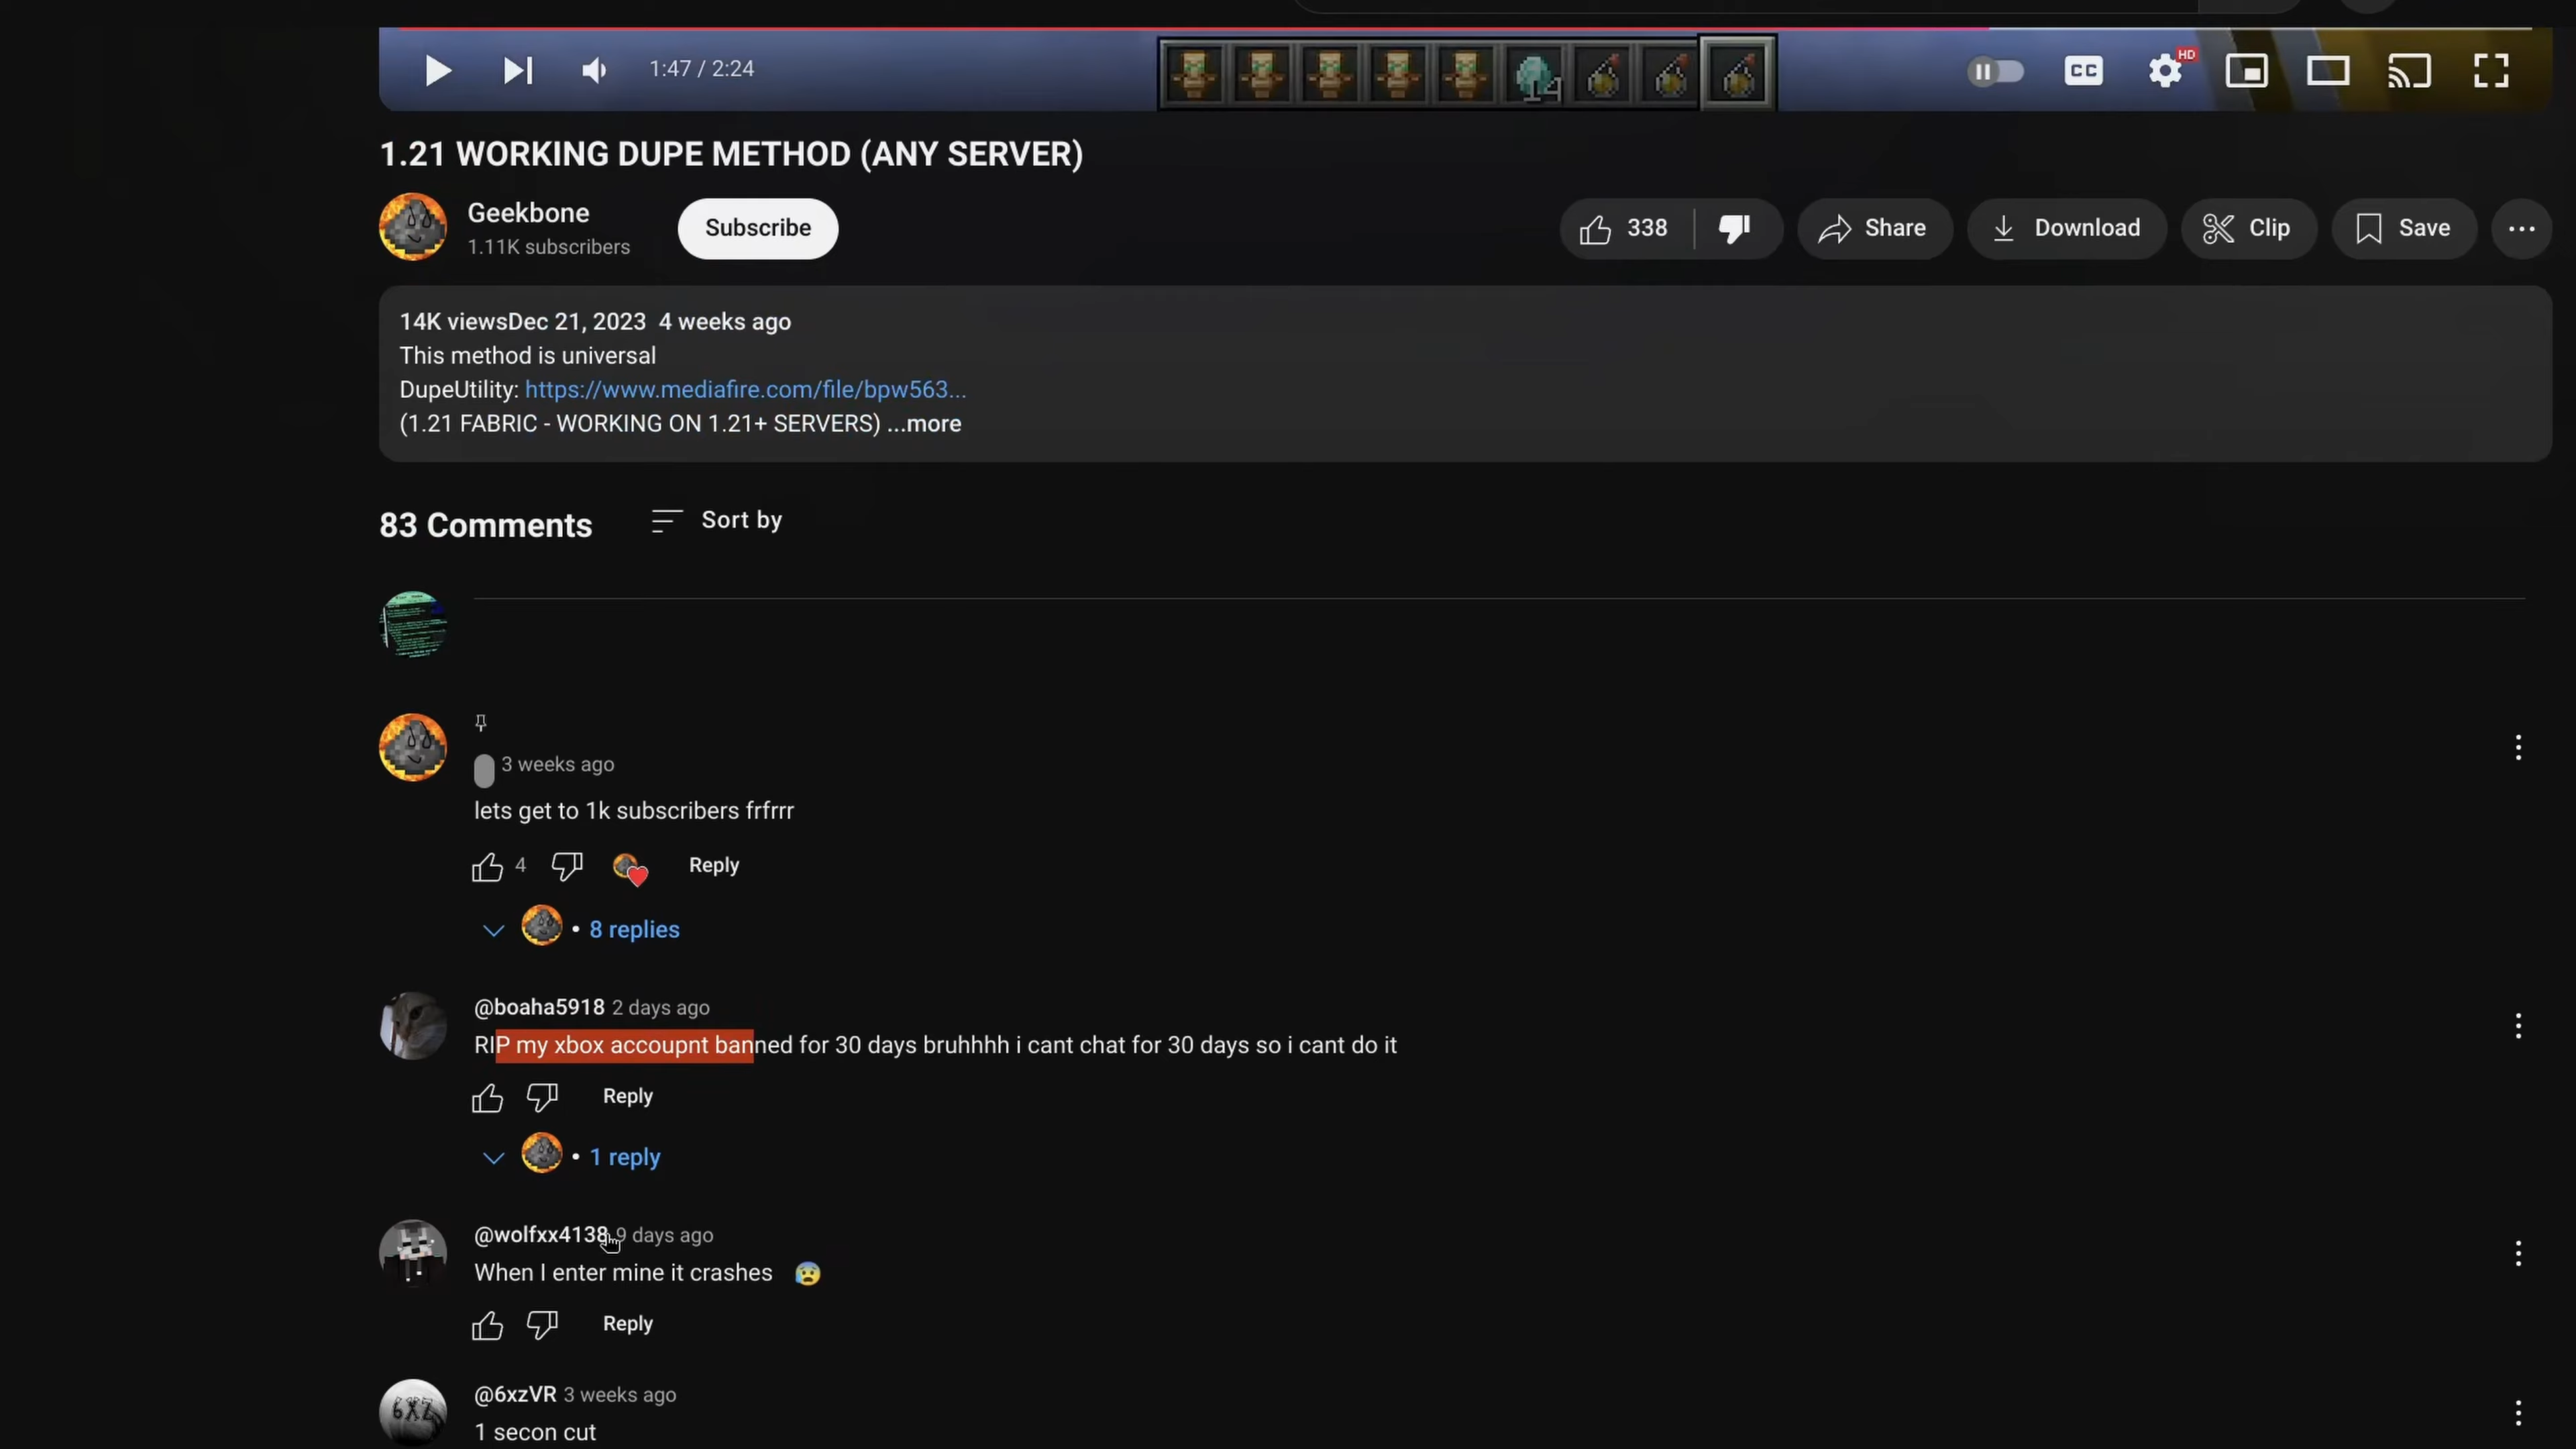 1:47 / 2:24
4
CC
HD
1.21 WORKING DUPE METHOD (ANY SERVER)
Geekbone
1.11K subscribers
Subscribe
338
Share
Download
Clip
Save
14K viewsDec 21, 2023 4 weeks ago
This method is universal
DupeUtility: https://www.mediafire.com/file/bpw563...
(1.21 FABRIC - WORKING ON 1.21+ SERVERS) ...more
83 Comments
Sort by
3 weeks ago
lets get to 1k subscribers frfrrr
4
Reply
• 8 replies
@boaha5918 2 days ago
RIP my xbox accoupnt banned for 30 days bruhhhh i cant chat for 30 days so i cant do it
Reply
• 1 reply
@wolfxx4138 9 days ago
When I enter mine it crashes 😰
Reply
6XZ
@6xzVR 3 weeks ago
1 secon cut